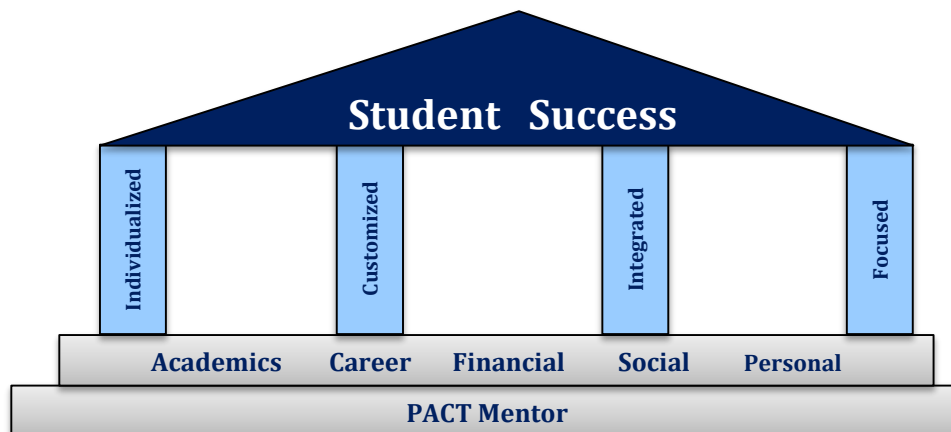 Student Success
Individualized
Customized
Integrated
Focused
Academics Career Financial Social Personal
PACT Mentor